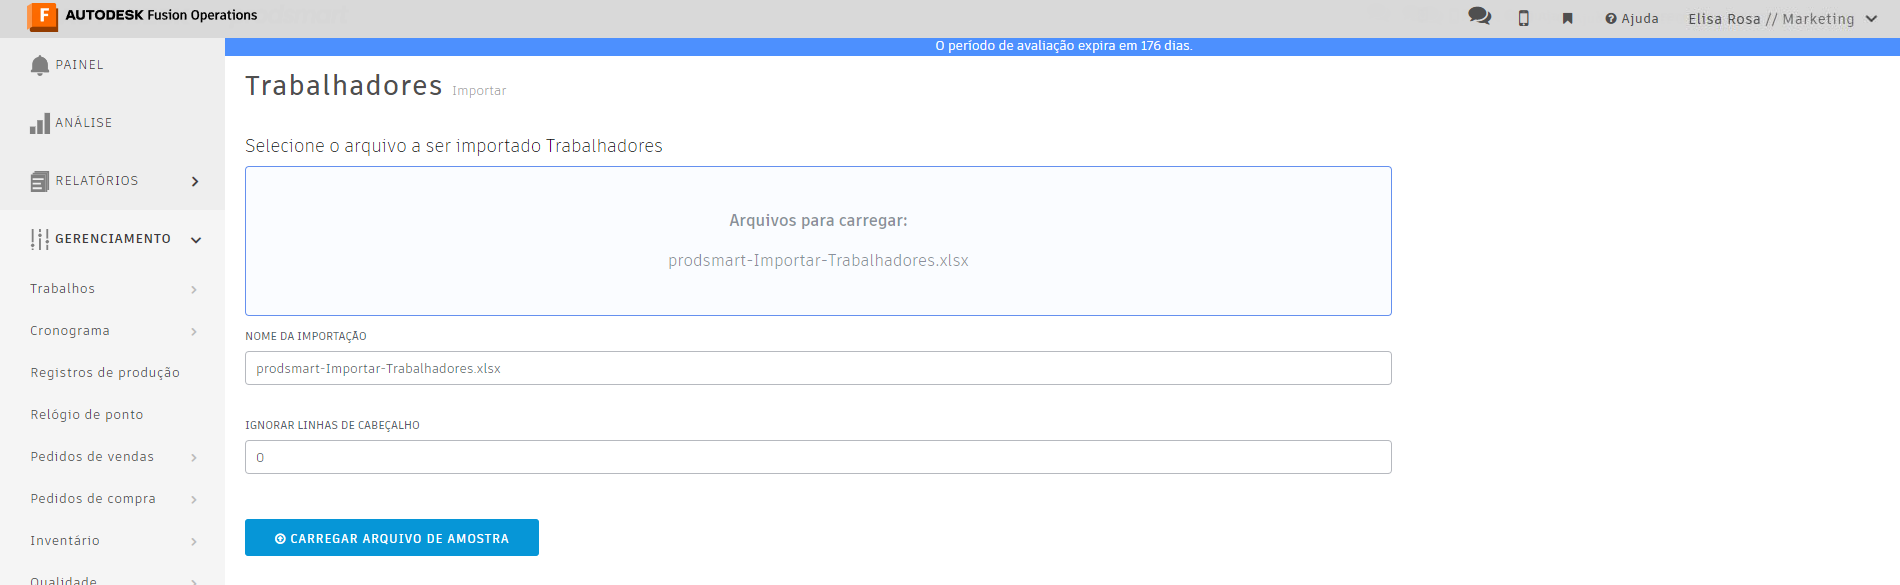 F AUTODESK Fusion Operations
Ajuda
Elisa Rosa // Marketing
O período de avaliação expira em 176 dias.
PAINEL
ANÁLISE
RELATÓRIOS
GERENCIAMENTO
Trabalhos
Cronograma
Registros de produção
Relógio de ponto
Pedidos de vendas
Pedidos de compra
Inventário
Qualidade
Trabalhadores Importar
Selecione o arquivo a ser importado Trabalhadores
Arquivos para carregar:
prodsmart-Importar-Trabalhadores.xlsx
NOME DA IMPORTAÇÃO
prodsmart-Importar-Trabalhadores.xlsx
IGNORAR LINHAS DE CABEÇALHO
0
CARREGAR ARQUIVO DE AMOSTRA